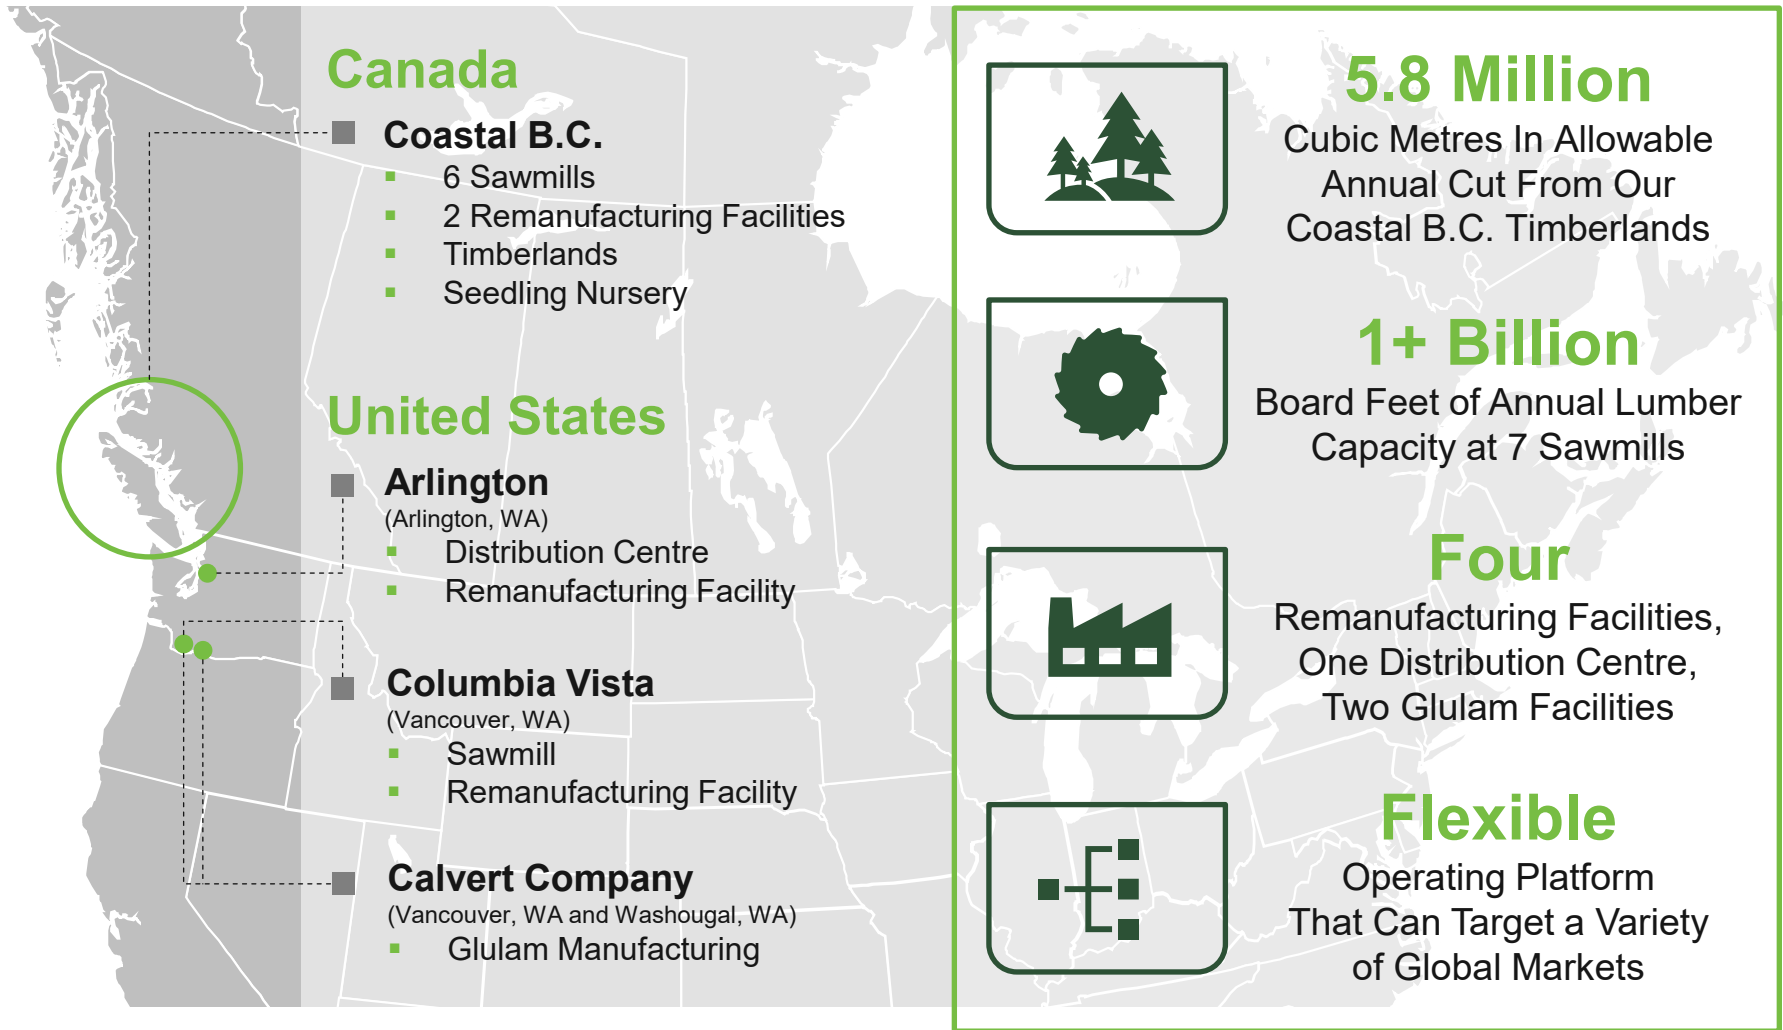 Canada
Coastal B.C.
▪ 6 Sawmills
▪ 2 Remanufacturing Facilities
▪ Timberlands
▪ Seedling Nursery
United States
Arlington
(Arlington, WA)
▪ Distribution Centre
▪ Remanufacturing Facility
Columbia Vista
(Vancouver, WA)
▪ Sawmill
▪ Remanufacturing Facility
Calvert Company
(Vancouver, WA and Washougal, WA)
▪ Glulam Manufacturing
5.8 Million
Cubic Metres In Allowable
Annual Cut From Our
Coastal B.C. Timberlands
1+ Billion
Board Feet of Annual Lumber
Capacity at 7 Sawmills
Four
Remanufacturing Facilities,
One Distribution Centre,
Two Glulam Facilities
Flexible
Operating Platform
That Can Target a Variety
of Global Markets